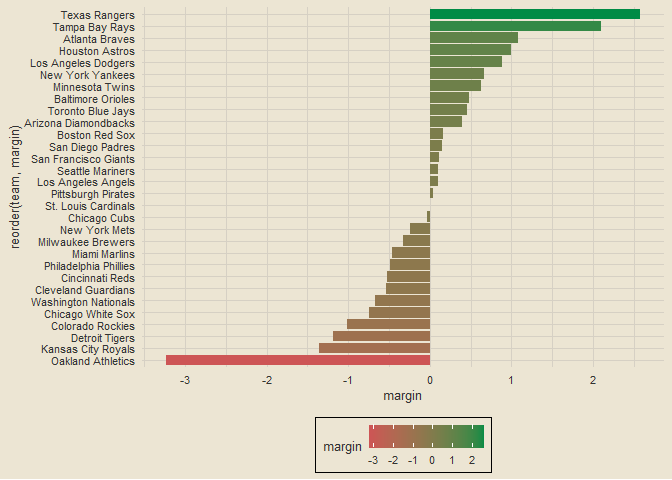 Texas Rangers
Tampa Bay Rays
Atlanta Braves
Houston Astros
Los Angeles Dodgers
New York Yankees
Minnesota Twins
Baltimore Orioles
Toronto Blue Jays
Arizona Diamondbacks
Boston Red Sox
San Diego Padres
San Francisco Giants
Seattle Mariners
Los Angeles Angels
Pittsburgh Pirates
St. Louis Cardinals
Chicago Cubs
New York Mets
Milwaukee Brewers
Miami Marlins
Philadelphia Phillies
Cincinnati Reds
Cleveland Guardians
Washington Nationals
Chicago White Sox
Colorado Rockies
Detroit Tigers
Kansas City Royals
Oakland Athletics
reorder(team, margin)
-3 -2 -1 0 1 2
margin
margin
-3 -2 -1 0 1 2